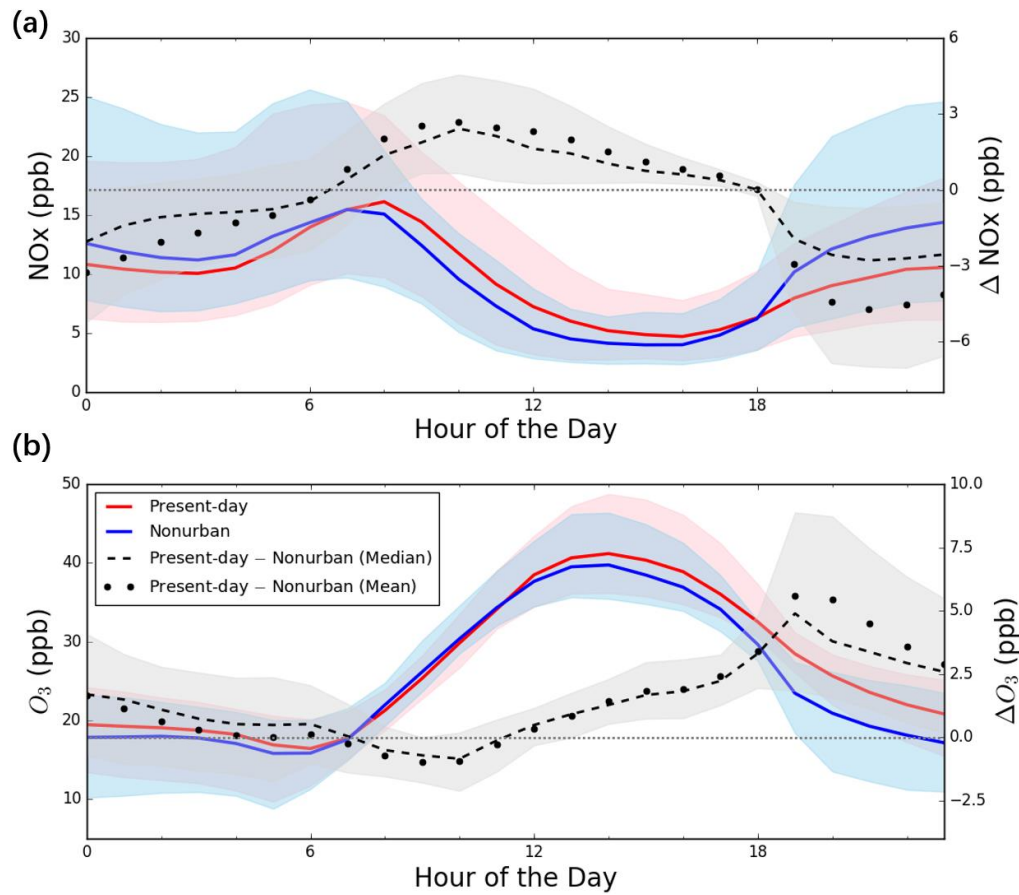 (a)
30
25
20
15
10
5
0
NOx (ppb)
6
3
0
−3
−6
Δ NOx (ppb)
0
6
12
18
Hour of the Day
(b)
50
40
30
20
10
O₃ (ppb)
Present-day
Nonurban
Present-day − Nonurban (Median)
Present-day − Nonurban (Mean)
10.0
7.5
5.0
2.5
0.0
−2.5
ΔO₃ (ppb)
0
6
12
18
Hour of the Day